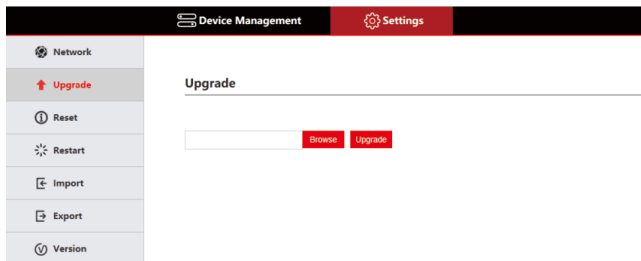 Device Management
Settings
Network
Upgrade
Reset
Restart
Import
Export
Version
Upgrade
Browse
Upgrade